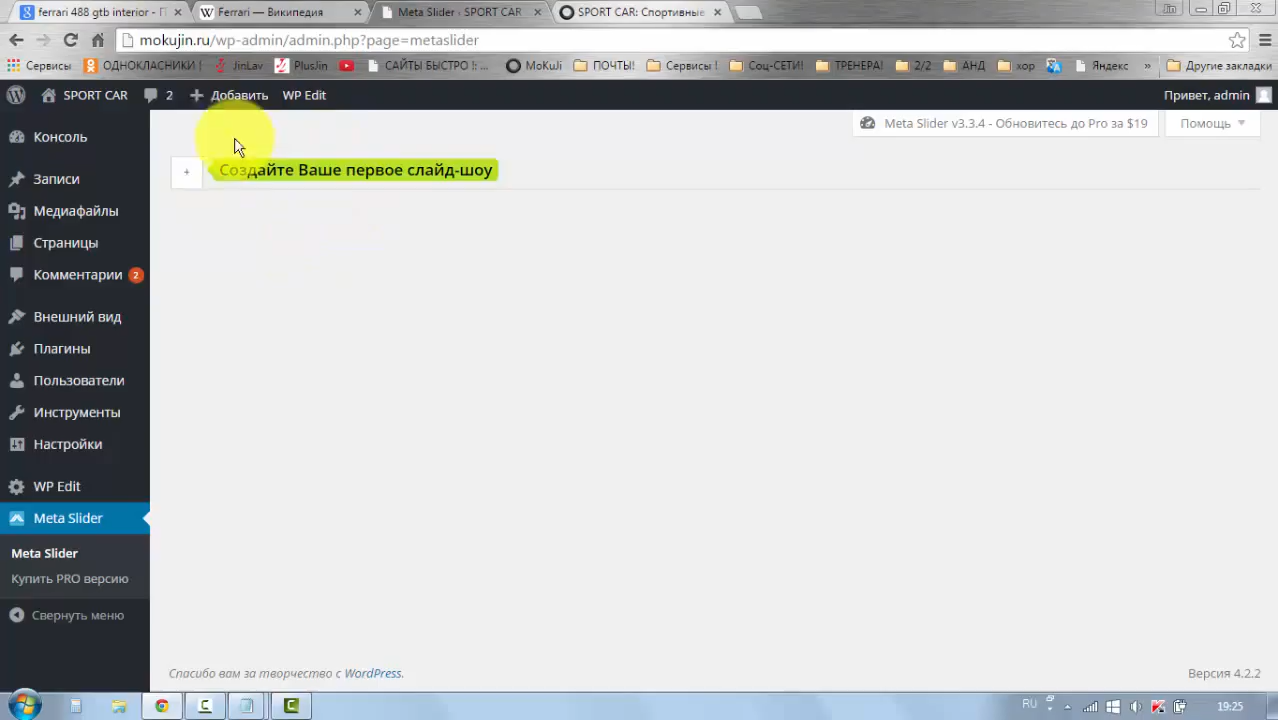 ferrari 488 gtb interior - П
Ferrari — Википедия
Meta Slider ‹ SPORT CAR
SPORT CAR: Спортивные
mokujin.ru/wp-admin/admin.php?page=metaslider
Сервисы
ОДНОКЛАСНИКИ !
JinLav
PlusJin
САЙТЫ БЫСТРО !: ...
MoKuJi
ПОЧТЫ!
Сервисы !
Соц-СЕТИ!
ТРЕНЕРА!
2/2
АНД
хор
Яндекс
»
Другие закладки
SPORT CAR
2
Добавить
WP Edit
Привет, admin
Консоль
Meta Slider v3.3.4 - Обновитесь до Pro за $19
Помощь
+
Создайте Ваше первое слайд-шоу
Записи
Медиафайлы
Страницы
Комментарии 2
Внешний вид
Плагины
Пользователи
Инструменты
Настройки
WP Edit
Meta Slider
Meta Slider
Купить PRO версию
Свернуть меню
Спасибо вам за творчество с WordPress.
Версия 4.2.2
RU
19:25